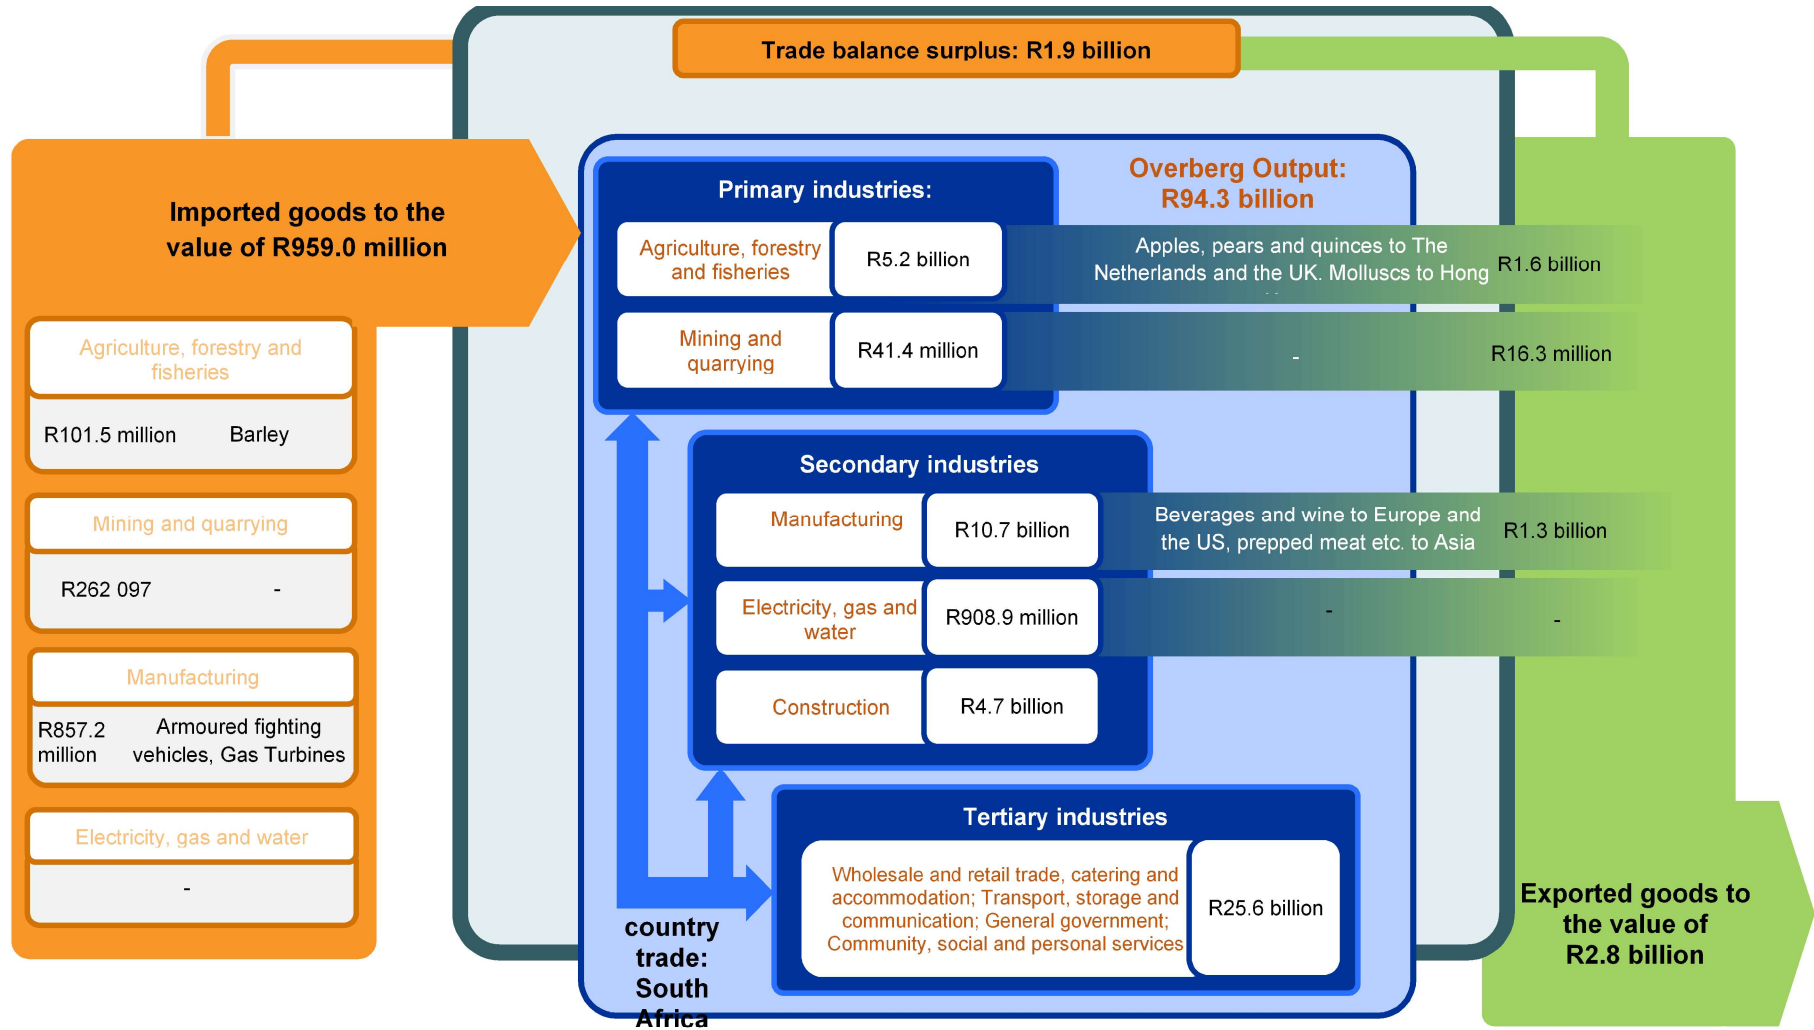 Trade balance surplus: R1.9 billion
Imported goods to the
value of R959.0 million
Agriculture, forestry and
fisheries
R101.5 million
Barley
Mining and quarrying
R262 097
-
Manufacturing
R857.2
million
Armoured fighting
vehicles, Gas Turbines
Electricity, gas and water
-
Overberg Output:
R94.3 billion
Primary industries:
Agriculture, forestry
and fisheries
R5.2 billion
Apples, pears and quinces to The
Netherlands and the UK. Molluscs to Hong
R1.6 billion
Mining and
quarrying
R41.4 million
-
R16.3 million
Secondary industries
Manufacturing
R10.7 billion
Beverages and wine to Europe and
the US, prepped meat etc. to Asia
R1.3 billion
Electricity, gas and
water
R908.9 million
-
-
Construction
R4.7 billion
Tertiary industries
Wholesale and retail trade, catering and
accommodation; Transport, storage and
communication; General government;
Community, social and personal services
R25.6 billion
country
trade:
South
Africa
Exported goods to
the value of
R2.8 billion